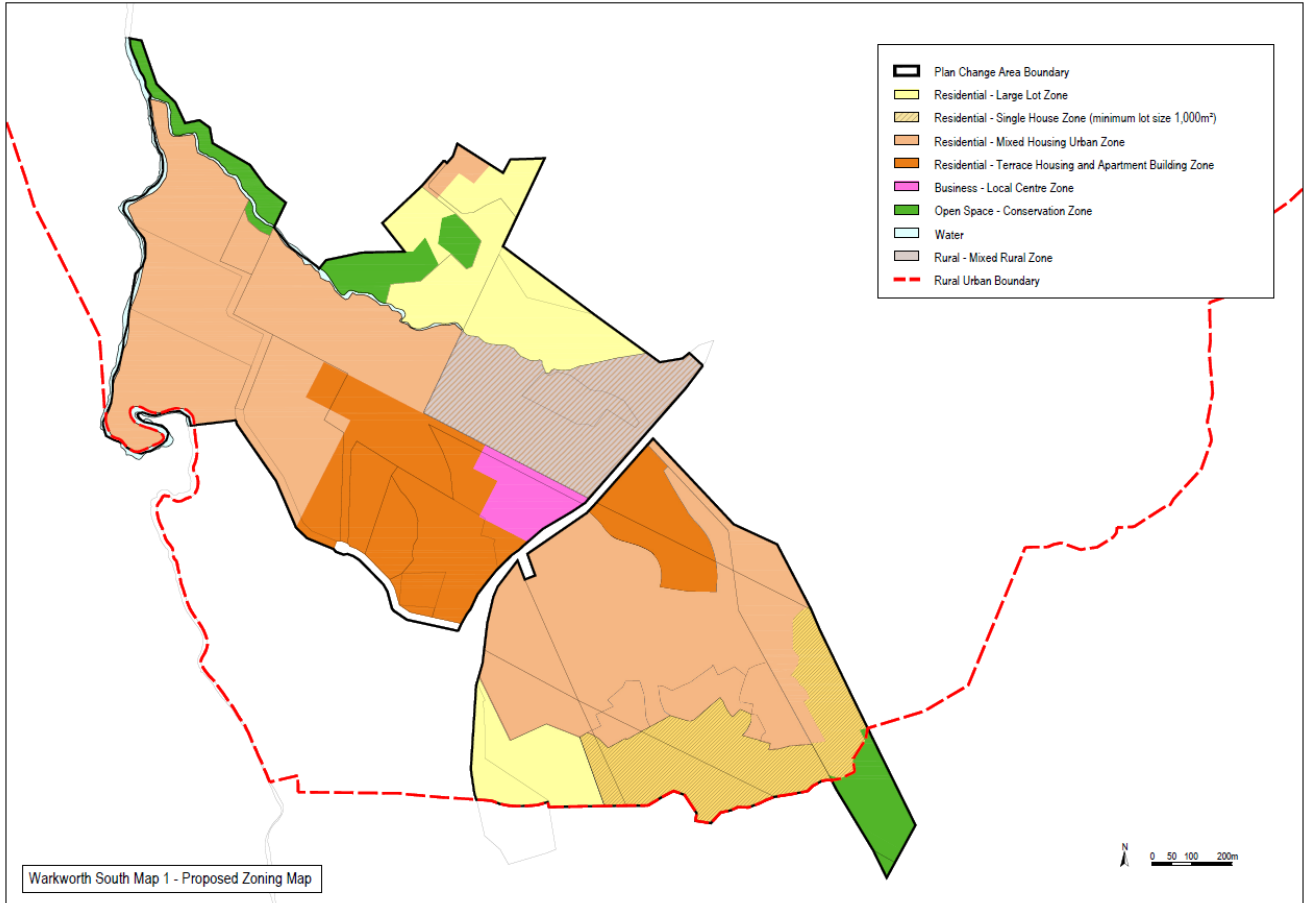 Plan Change Area Boundary
Residential - Large Lot Zone
Residential - Single House Zone (minimum lot size 1,000m²)
Residential - Mixed Housing Urban Zone
Residential - Terrace Housing and Apartment Building Zone
Business - Local Centre Zone
Open Space - Conservation Zone
Water
Rural - Mixed Rural Zone
Rural Urban Boundary
N
0 50 100 200m
Warkworth South Map 1 - Proposed Zoning Map